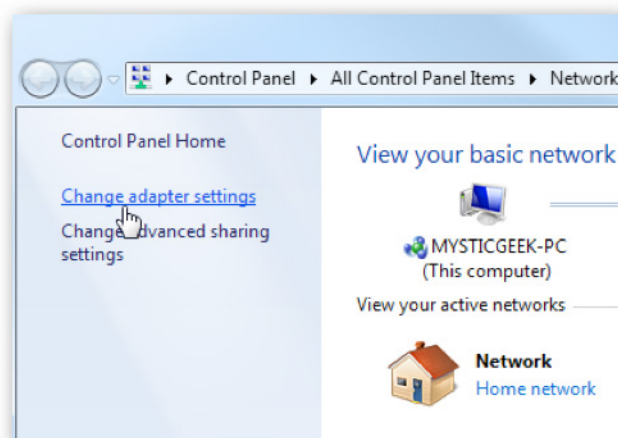 Control Panel ▸ All Control Panel Items ▸ Network
Control Panel Home
Change adapter settings
Change advanced sharing
settings
View your basic network
MYSTICGEEK-PC
(This computer)
View your active networks
Network
Home network